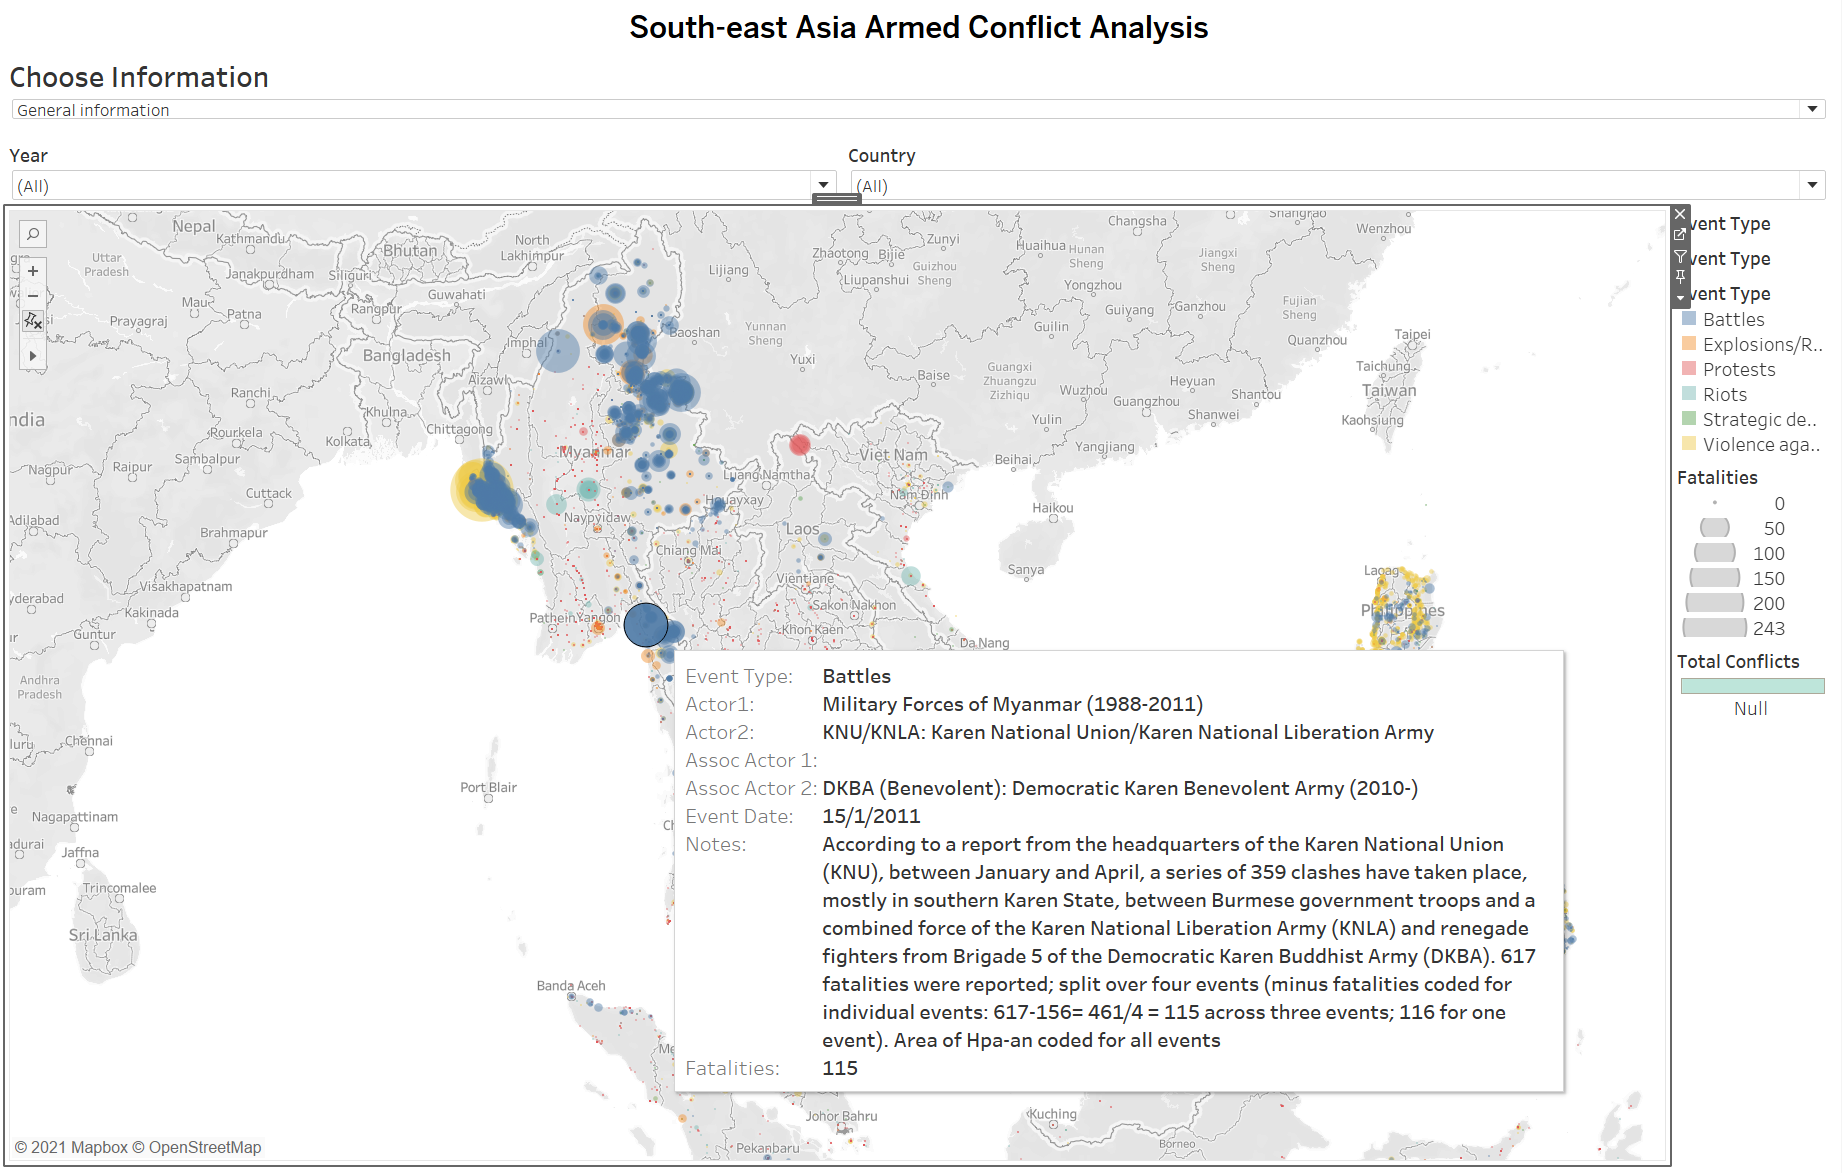 South-east Asia Armed Conflict Analysis
Choose Information
General information
Year
Country
(All)
(All)
Nepal
Kathmandu
Uttar
Pradesh
Janakpurdham
Siliguri
Bhutan
North
Lakhimpur
Guwahati
Rangpur
Mau
Patna
Prayagraj
Bangladesh
Imphal
Aizawl
Ranchi
Khulna
Chittagong
Kolkata
ndia
Rourkela
Sambalpur
Raipur
Nagpur
Cuttack
Adilabad
Brahmapur
Visakhapatnam
Kakinada
yderabad
Guntur
Andhra
Pradesh
Chennai
Nagapattinam
Jaffna
Trincomalee
Sri Lanka
Port Blair
Banda Aceh
Myanmar
Naypyidaw
Pathein
Yangon
Chiang Mai
Houayxay
Luang Namtha
Laos
Vientiane
Sakon Nakhon
Khon Kaen
Da Nang
Viet Nam
Nam Dinh
Lijiang
Baoshan
Yunnan
Sheng
Yuxi
Zhaotong
Bijie
Zunyi
Liupanshui
Guizhou
Sheng
Huaihua
Hunan
Sheng
Changsha
Shangrao
Wenzhou
Jiangxi
Sheng
Yongzhou
Guiyang
Ganzhou
Fujian
Sheng
Guilin
Quanzhou
Taipei
Taichung
Taiwan
Kaohsiung
Baise
Guangxi
Zhuangzu
Zizhiqu
Wuzhou
Heyuan
Guangzhou
Shantou
Shanwei
Yulin
Yangjiang
Beihai
Haikou
Sanya
Laoag
Philippines
Event Type:
Battles
Actor1:
Military Forces of Myanmar (1988-2011)
Actor2:
KNU/KNLA: Karen National Union/Karen National Liberation Army
Assoc Actor 1:
Assoc Actor 2:
DKBA (Benevolent): Democratic Karen Benevolent Army (2010-)
Event Date:
15/1/2011
Notes:
According to a report from the headquarters of the Karen National Union
(KNU), between January and April, a series of 359 clashes have taken place,
mostly in southern Karen State, between Burmese government troops and a
combined force of the Karen National Liberation Army (KNLA) and renegade
fighters from Brigade 5 of the Democratic Karen Buddhist Army (DKBA). 617
fatalities were reported; split over four events (minus fatalities coded for
individual events: 617-156= 461/4 = 115 across three events; 116 for one
event). Area of Hpa-an coded for all events
Fatalities:
115
Johor Bahru
Pekanbaru
Kuching
Borneo
© 2021 Mapbox © OpenStreetMap
vent Type
vent Type
vent Type
Battles
Explosions/R..
Protests
Riots
Strategic de..
Violence aga..
Fatalities
0
50
100
150
200
243
Total Conflicts
Null